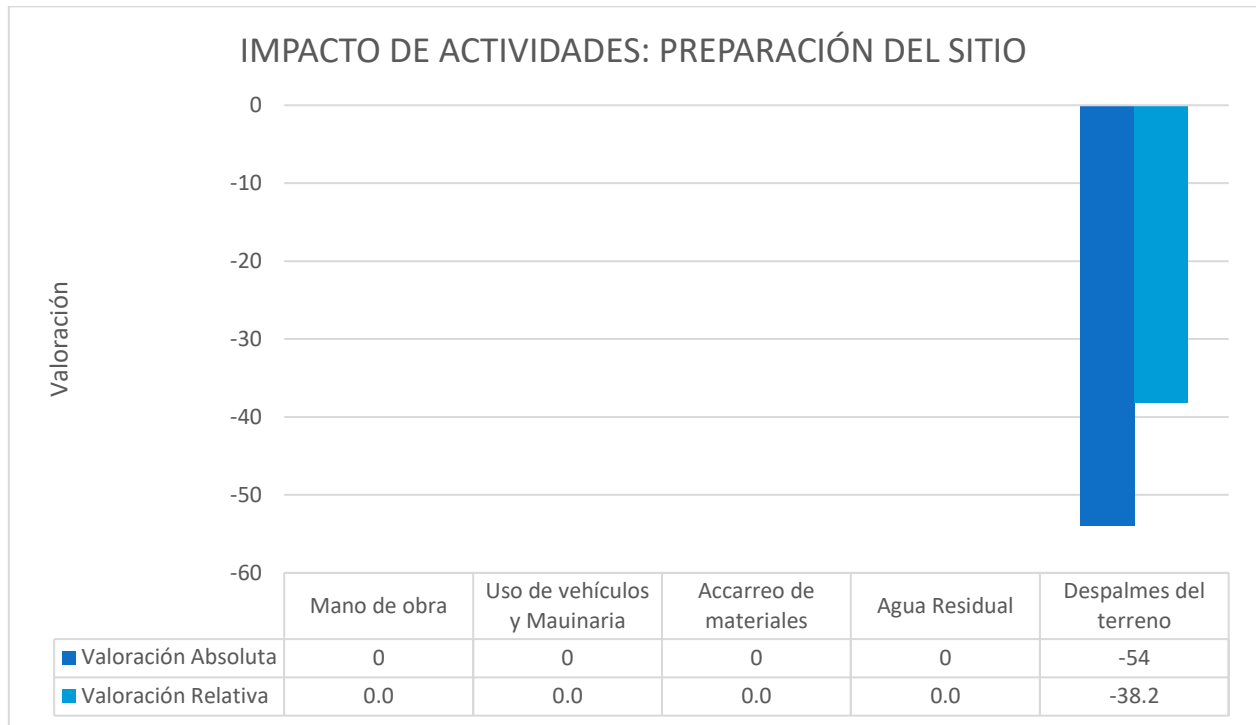 IMPACTO DE ACTIVIDADES: PREPARACIÓN DEL SITIO
0
-10
-20
-30
-40
-50
-60
Valoración
Mano de obra
Uso de vehículos
y Mauinaria
Accarreo de
materiales
Agua Residual
Despalmes del
terreno
Valoración Absoluta 0 0 0 0 -54
Valoración Relativa 0.0 0.0 0.0 0.0 -38.2